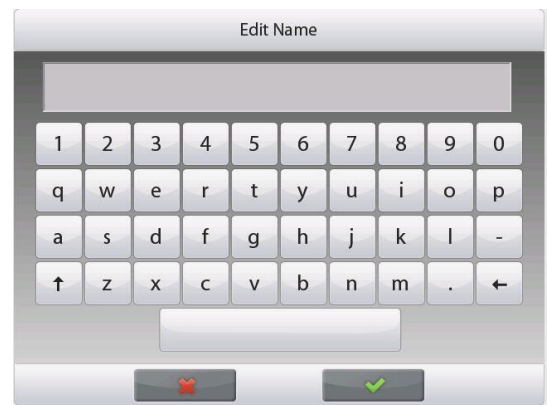 Edit Name
1 2 3 4 5 6 7 8 9 0
q w e r t y u i o p
a s d f g h j k l -
↑ z x c v b n m . ←